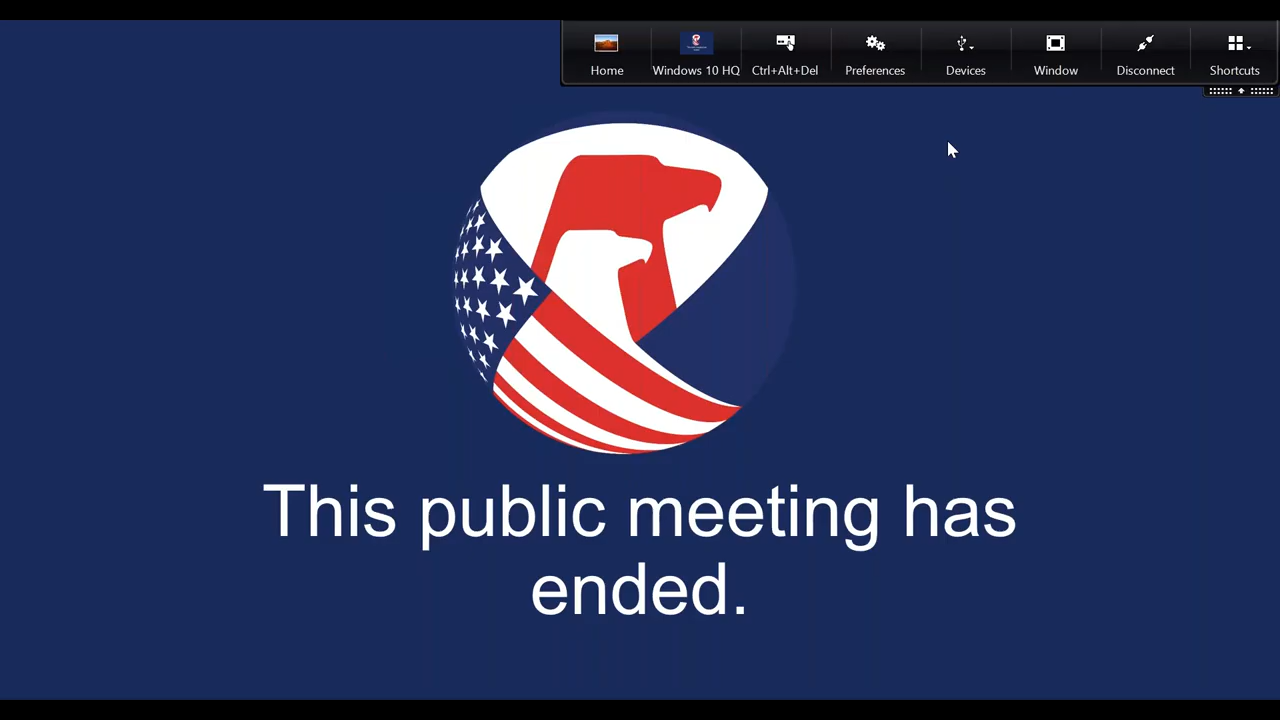 Home
Windows 10 HQ
Ctrl+Alt+Del
Preferences
Devices
Window
Disconnect
Shortcuts
This public meeting has
ended.